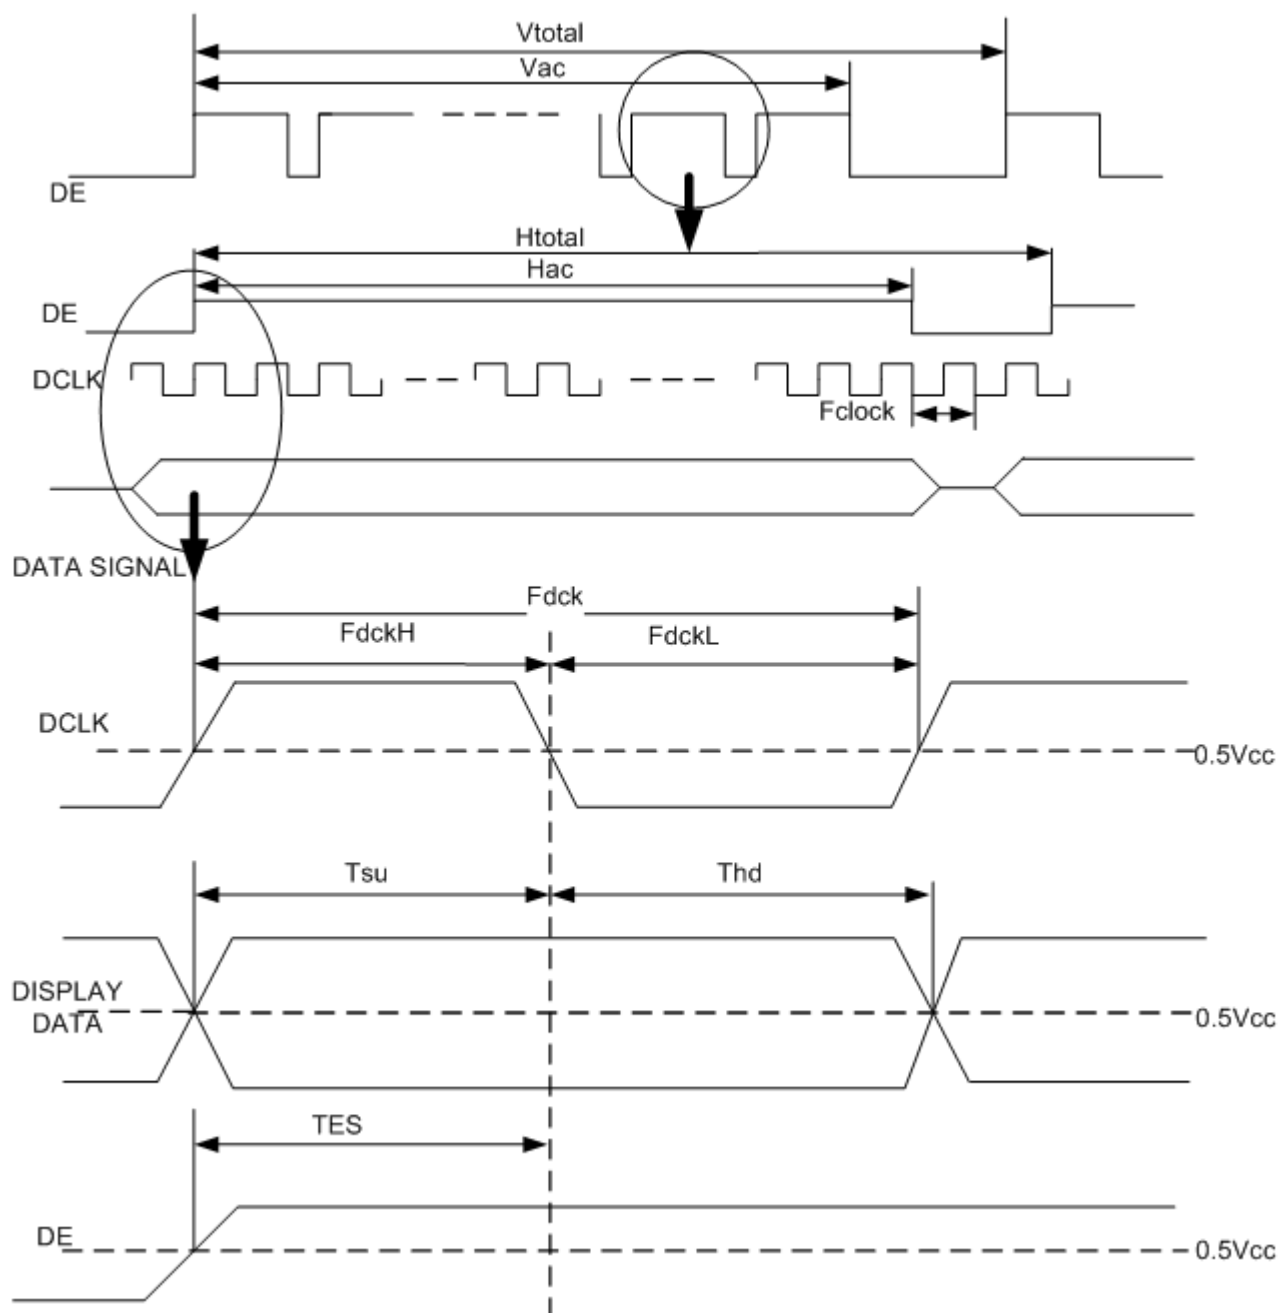 Vtotal
Vac
DE
Htotal
Hac
DE
DCLK
Fclock
DATA SIGNAL
Fdck
FdckH
FdckL
DCLK
0.5Vcc
Tsu
Thd
DISPLAY
DATA
0.5Vcc
TES
DE
0.5Vcc